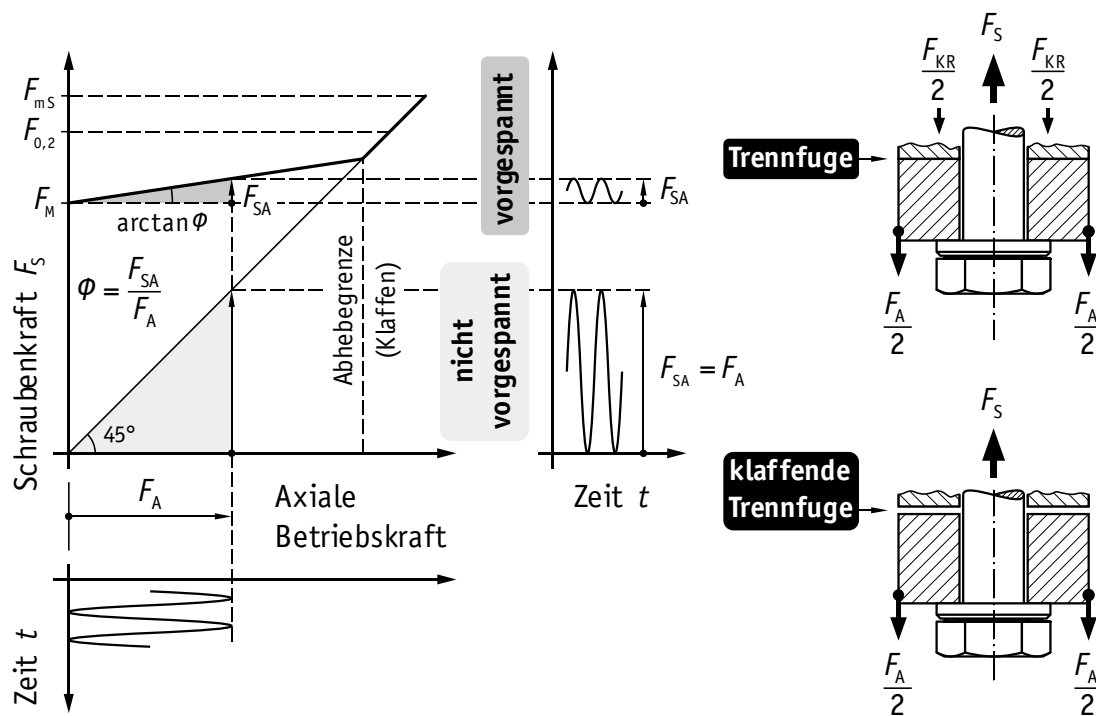 F_mS
F_0,2
F_M
Schraubenkraft F_S
arctan Φ
F_SA
Φ = F_SA / F_A
45°
Abhebegrenze
(Klaffen)
F_A
Axiale
Betriebskraft
Zeit t
vorgespannt
nicht
vorgespannt
F_SA
F_SA = F_A
Zeit t
F_S
F_KR / 2
F_KR / 2
Trennfuge
F_A / 2
F_A / 2
F_S
klaffende
Trennfuge
F_A / 2
F_A / 2